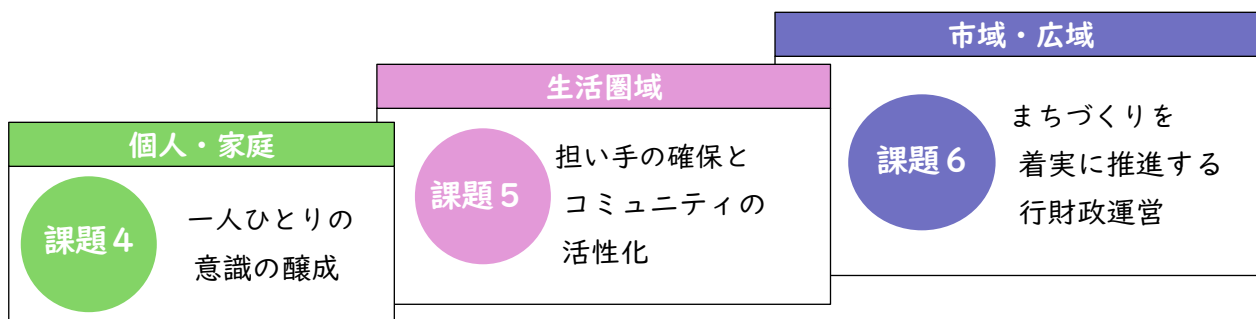 個人・家庭
課題4
一人ひとりの
意識の醸成
生活圏域
課題5
担い手の確保と
コミュニティの
活性化
市域・広域
課題6
まちづくりを
着実に推進する
行財政運営